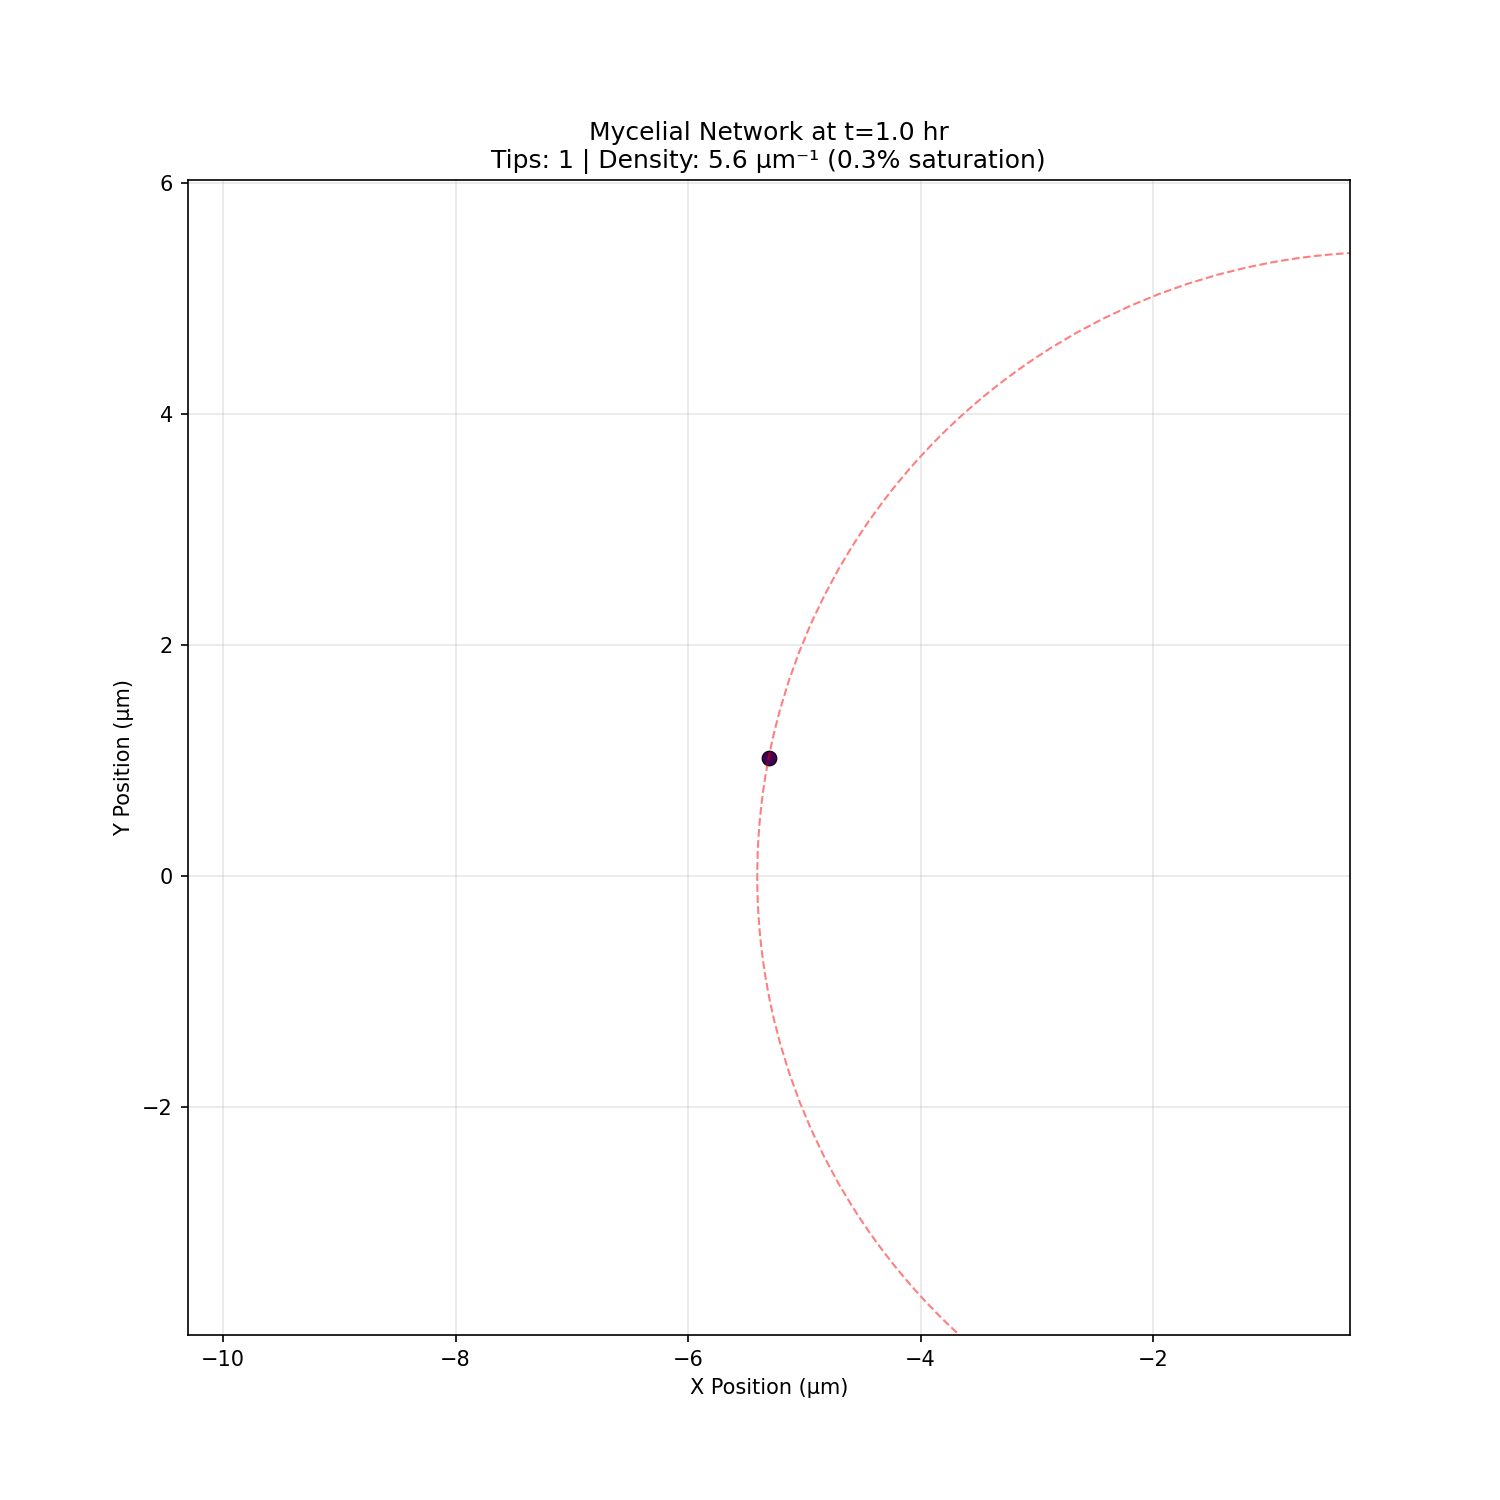 Mycelial Network at t=1.0 hr
Tips: 1 | Density: 5.6 μm⁻¹ (0.3% saturation)
6
4
2
0
−2
Y Position (μm)
−10
−8
−6
−4
−2
X Position (μm)